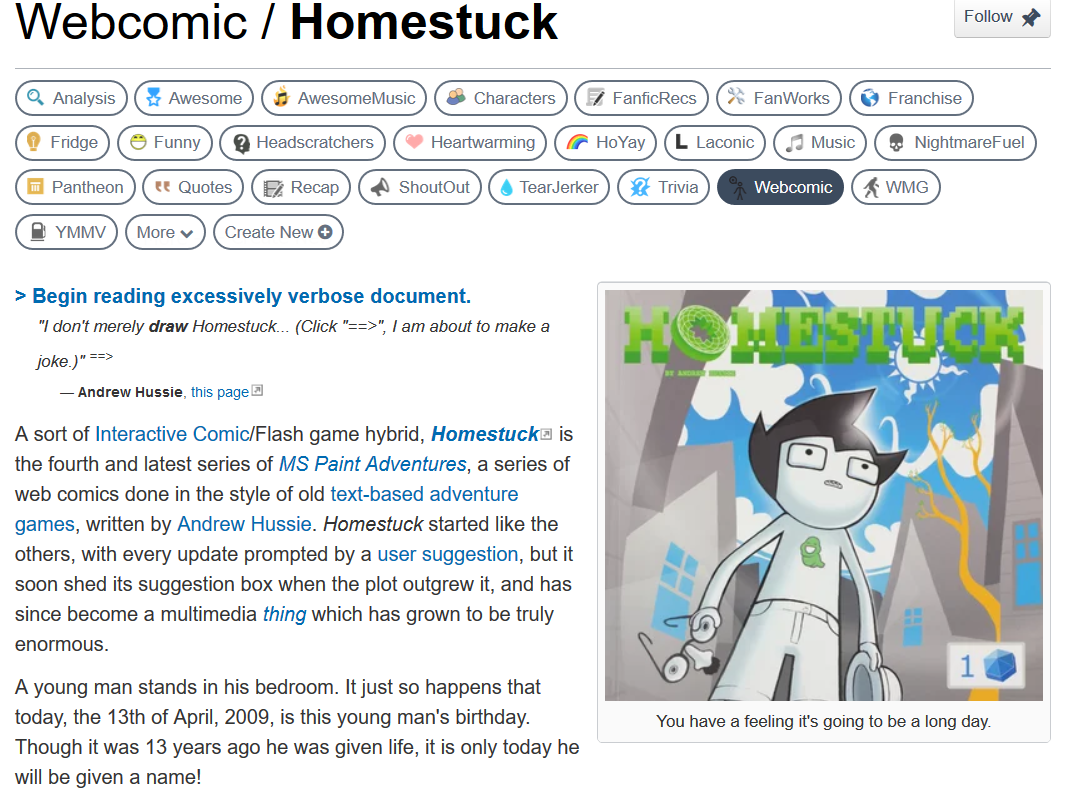 Webcomic / Homestuck
Follow
Analysis Awesome AwesomeMusic Characters FanficRecs FanWorks Franchise
Fridge Funny Headscratchers Heartwarming HoYay Laconic Music NightmareFuel
Pantheon Quotes Recap ShoutOut TearJerker Trivia Webcomic WMG
YMMV More Create New
> Begin reading excessively verbose document.
"I don't merely draw Homestuck... (Click "==>", I am about to make a
joke.)" ==>
— Andrew Hussie, this page
A sort of Interactive Comic/Flash game hybrid, Homestuck is
the fourth and latest series of MS Paint Adventures, a series of
web comics done in the style of old text-based adventure
games, written by Andrew Hussie. Homestuck started like the
others, with every update prompted by a user suggestion, but it
soon shed its suggestion box when the plot outgrew it, and has
since become a multimedia thing which has grown to be truly
enormous.
A young man stands in his bedroom. It just so happens that
today, the 13th of April, 2009, is this young man's birthday.
Though it was 13 years ago he was given life, it is only today he
will be given a name!
HOMESTUCK
BY ANDREW HUSSIE
1
You have a feeling it's going to be a long day.